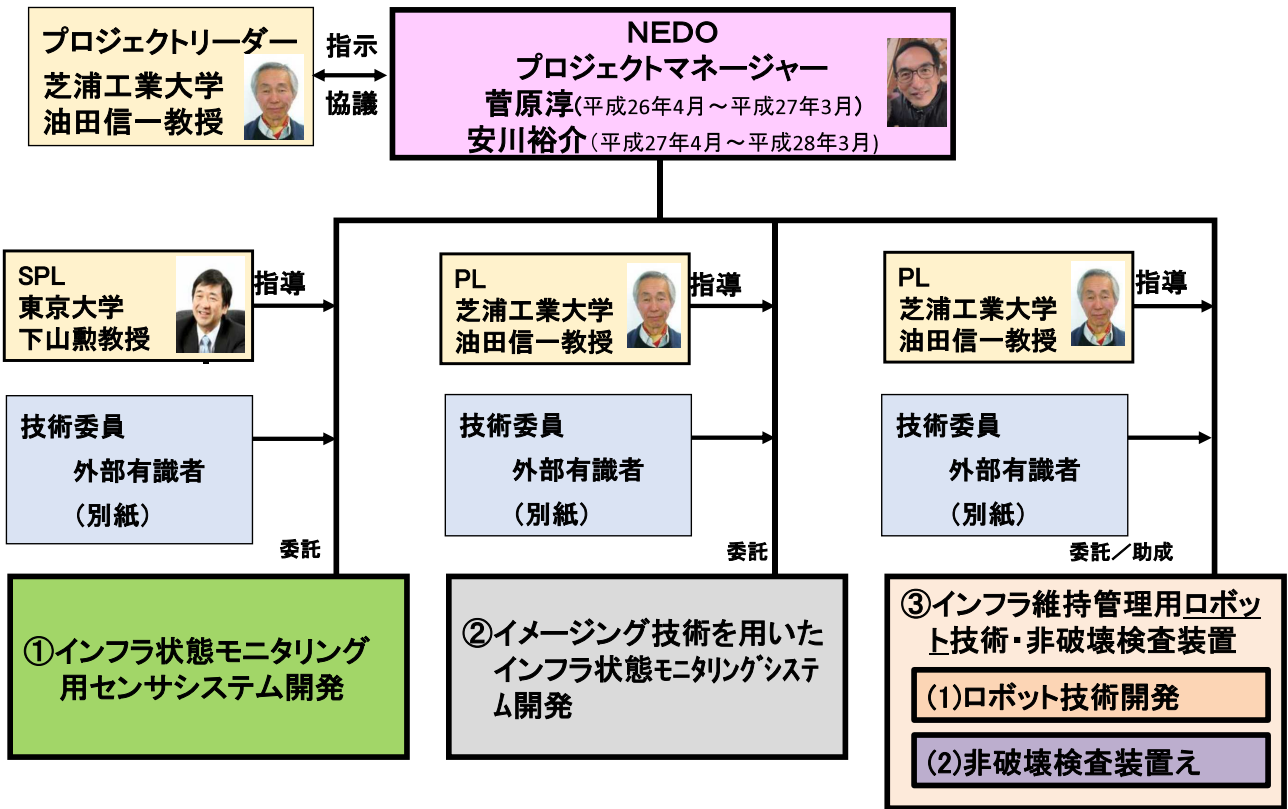 プロジェクトリーダー
芝浦工業大学
油田信一教授
指示
協議
NEDO
プロジェクトマネージャー
菅原淳(平成26年4月～平成27年3月)
安川裕介(平成27年4月～平成28年3月)
SPL
東京大学
下山勲教授
指導
PL
芝浦工業大学
油田信一教授
指導
PL
芝浦工業大学
油田信一教授
指導
技術委員
外部有識者
(別紙)
技術委員
外部有識者
(別紙)
技術委員
外部有識者
(別紙)
委託
委託
委託／助成
①インフラ状態モニタリング
用センサシステム開発
②イメージング技術を用いた
インフラ状態ﾓﾆﾀﾘﾝｸﾞｼｽﾃ
ﾑ開発
③インフラ維持管理用ロボッ
ト技術・非破壊検査装置
(1)ロボット技術開発
(2)非破壊検査装置え